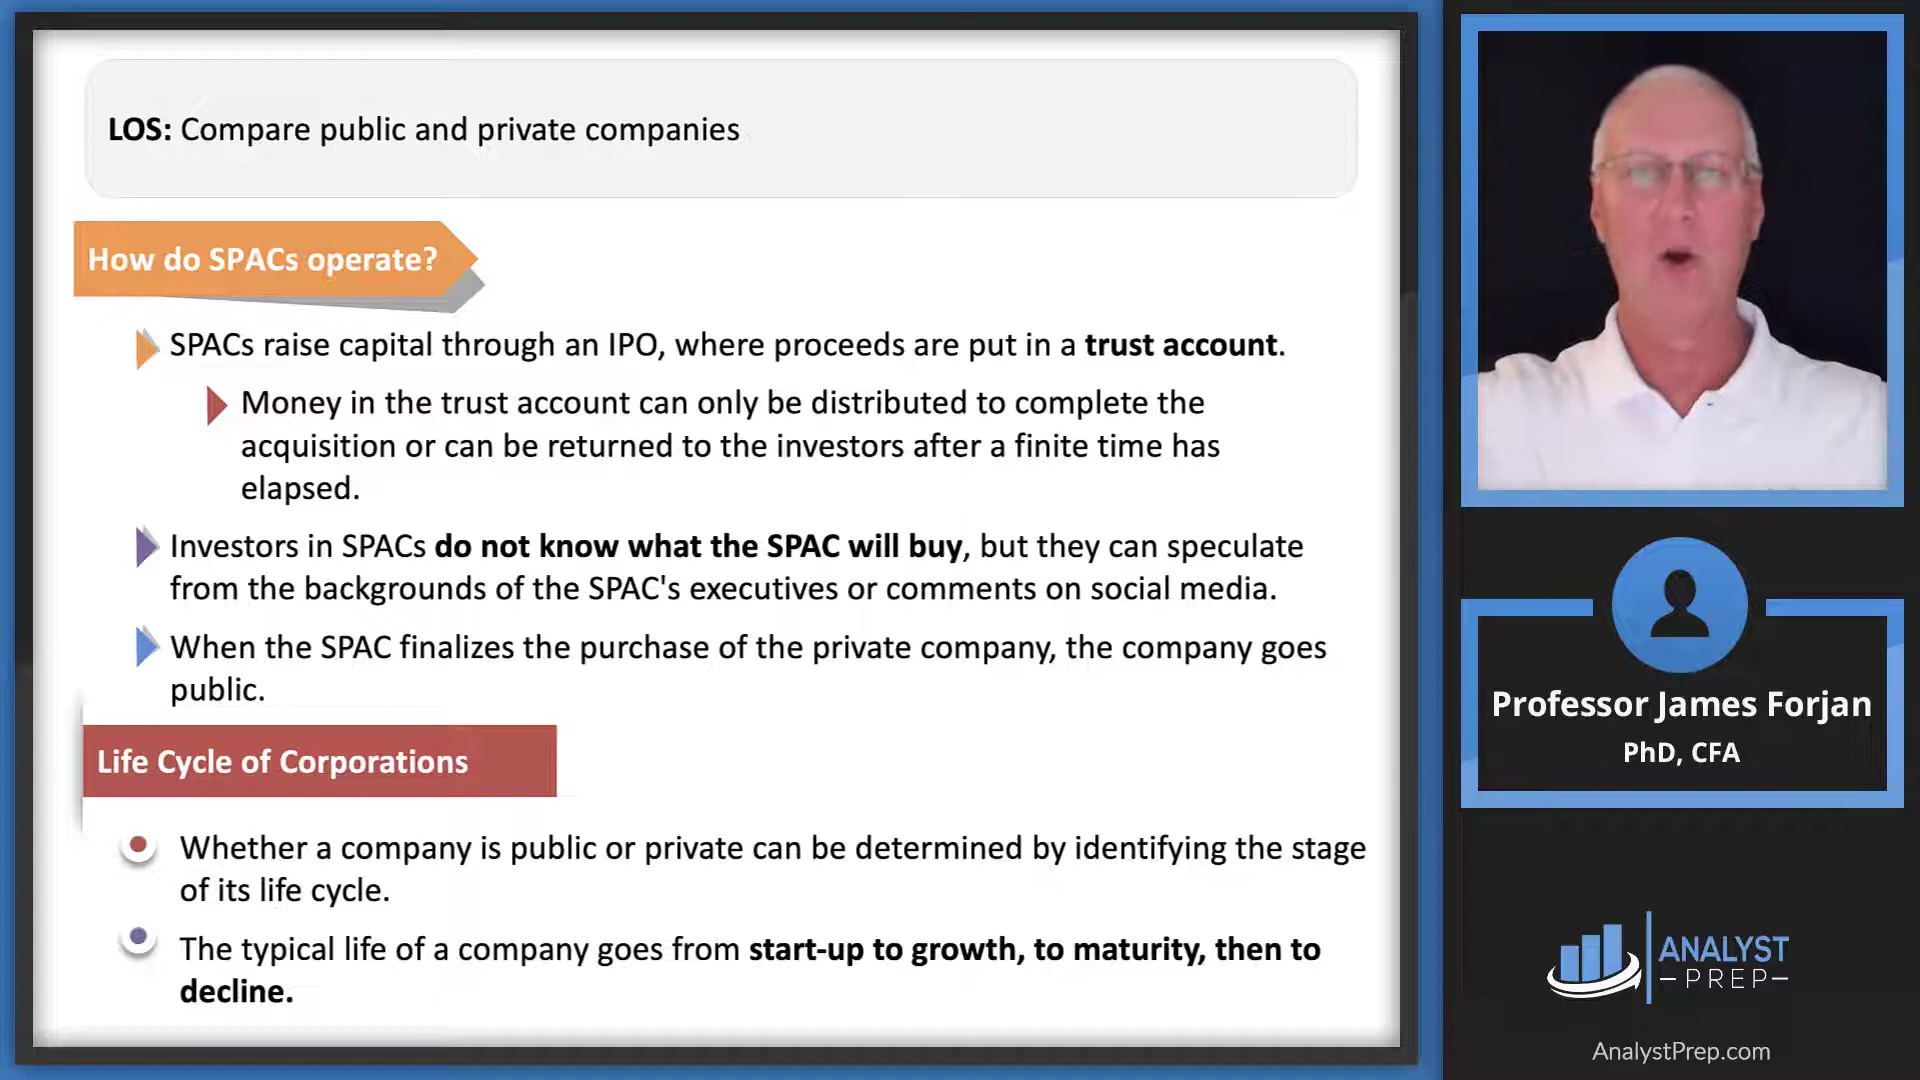 LOS: Compare public and private companies
How do SPACs operate?
SPACs raise capital through an IPO, where proceeds are put in a trust account.
Money in the trust account can only be distributed to complete the
acquisition or can be returned to the investors after a finite time has
elapsed.
Investors in SPACs do not know what the SPAC will buy, but they can speculate
from the backgrounds of the SPAC's executives or comments on social media.
When the SPAC finalizes the purchase of the private company, the company goes
public.
Life Cycle of Corporations
Whether a company is public or private can be determined by identifying the stage
of its life cycle.
The typical life of a company goes from start-up to growth, to maturity, then to
decline.
Professor James Forjan
PhD, CFA
ANALYST
PREP
AnalystPrep.com